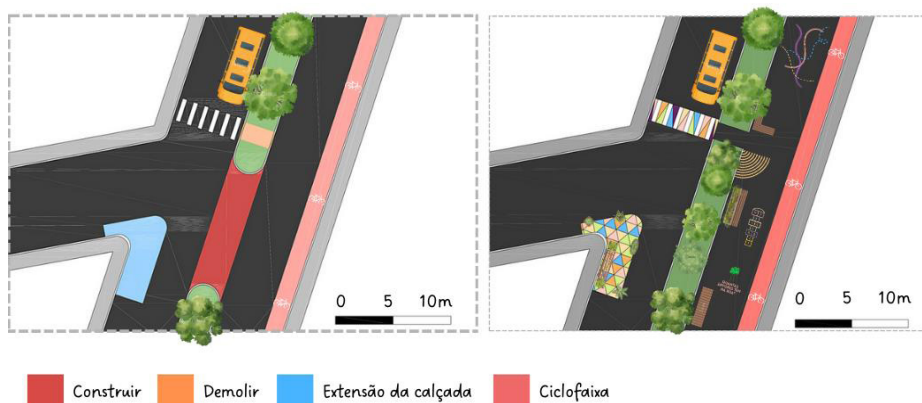 0 5 10m
0 5 10m
Construir
Demolir
Extensão da calçada
Ciclofaixa